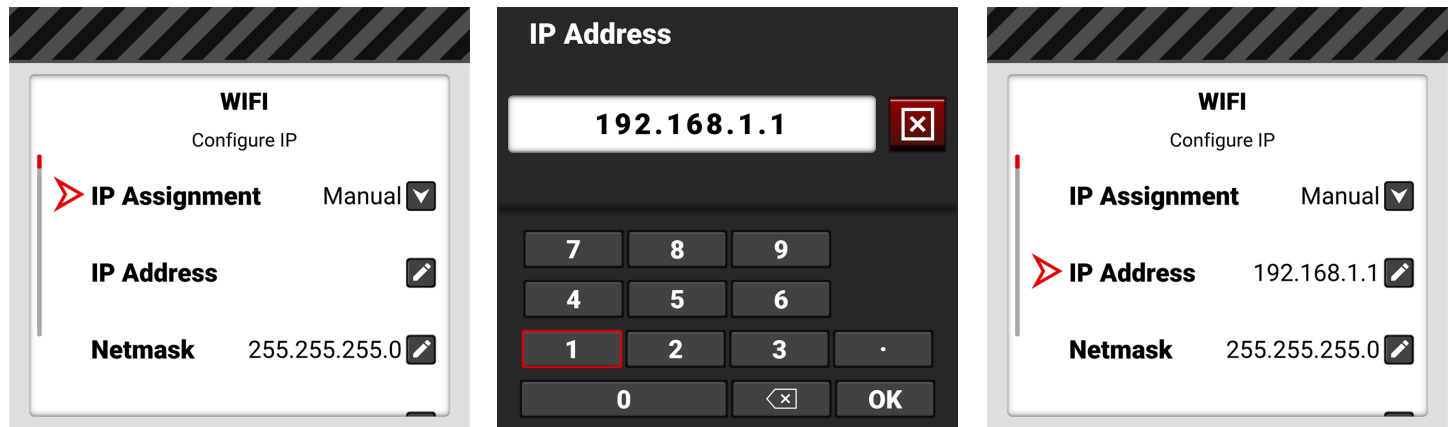 WIFI
Configure IP
IP Assignment Manual
IP Address
Netmask 255.255.255.0
IP Address
192.168.1.1
7 8 9
4 5 6
1 2 3 .
0 OK
WIFI
Configure IP
IP Assignment Manual
IP Address 192.168.1.1
Netmask 255.255.255.0